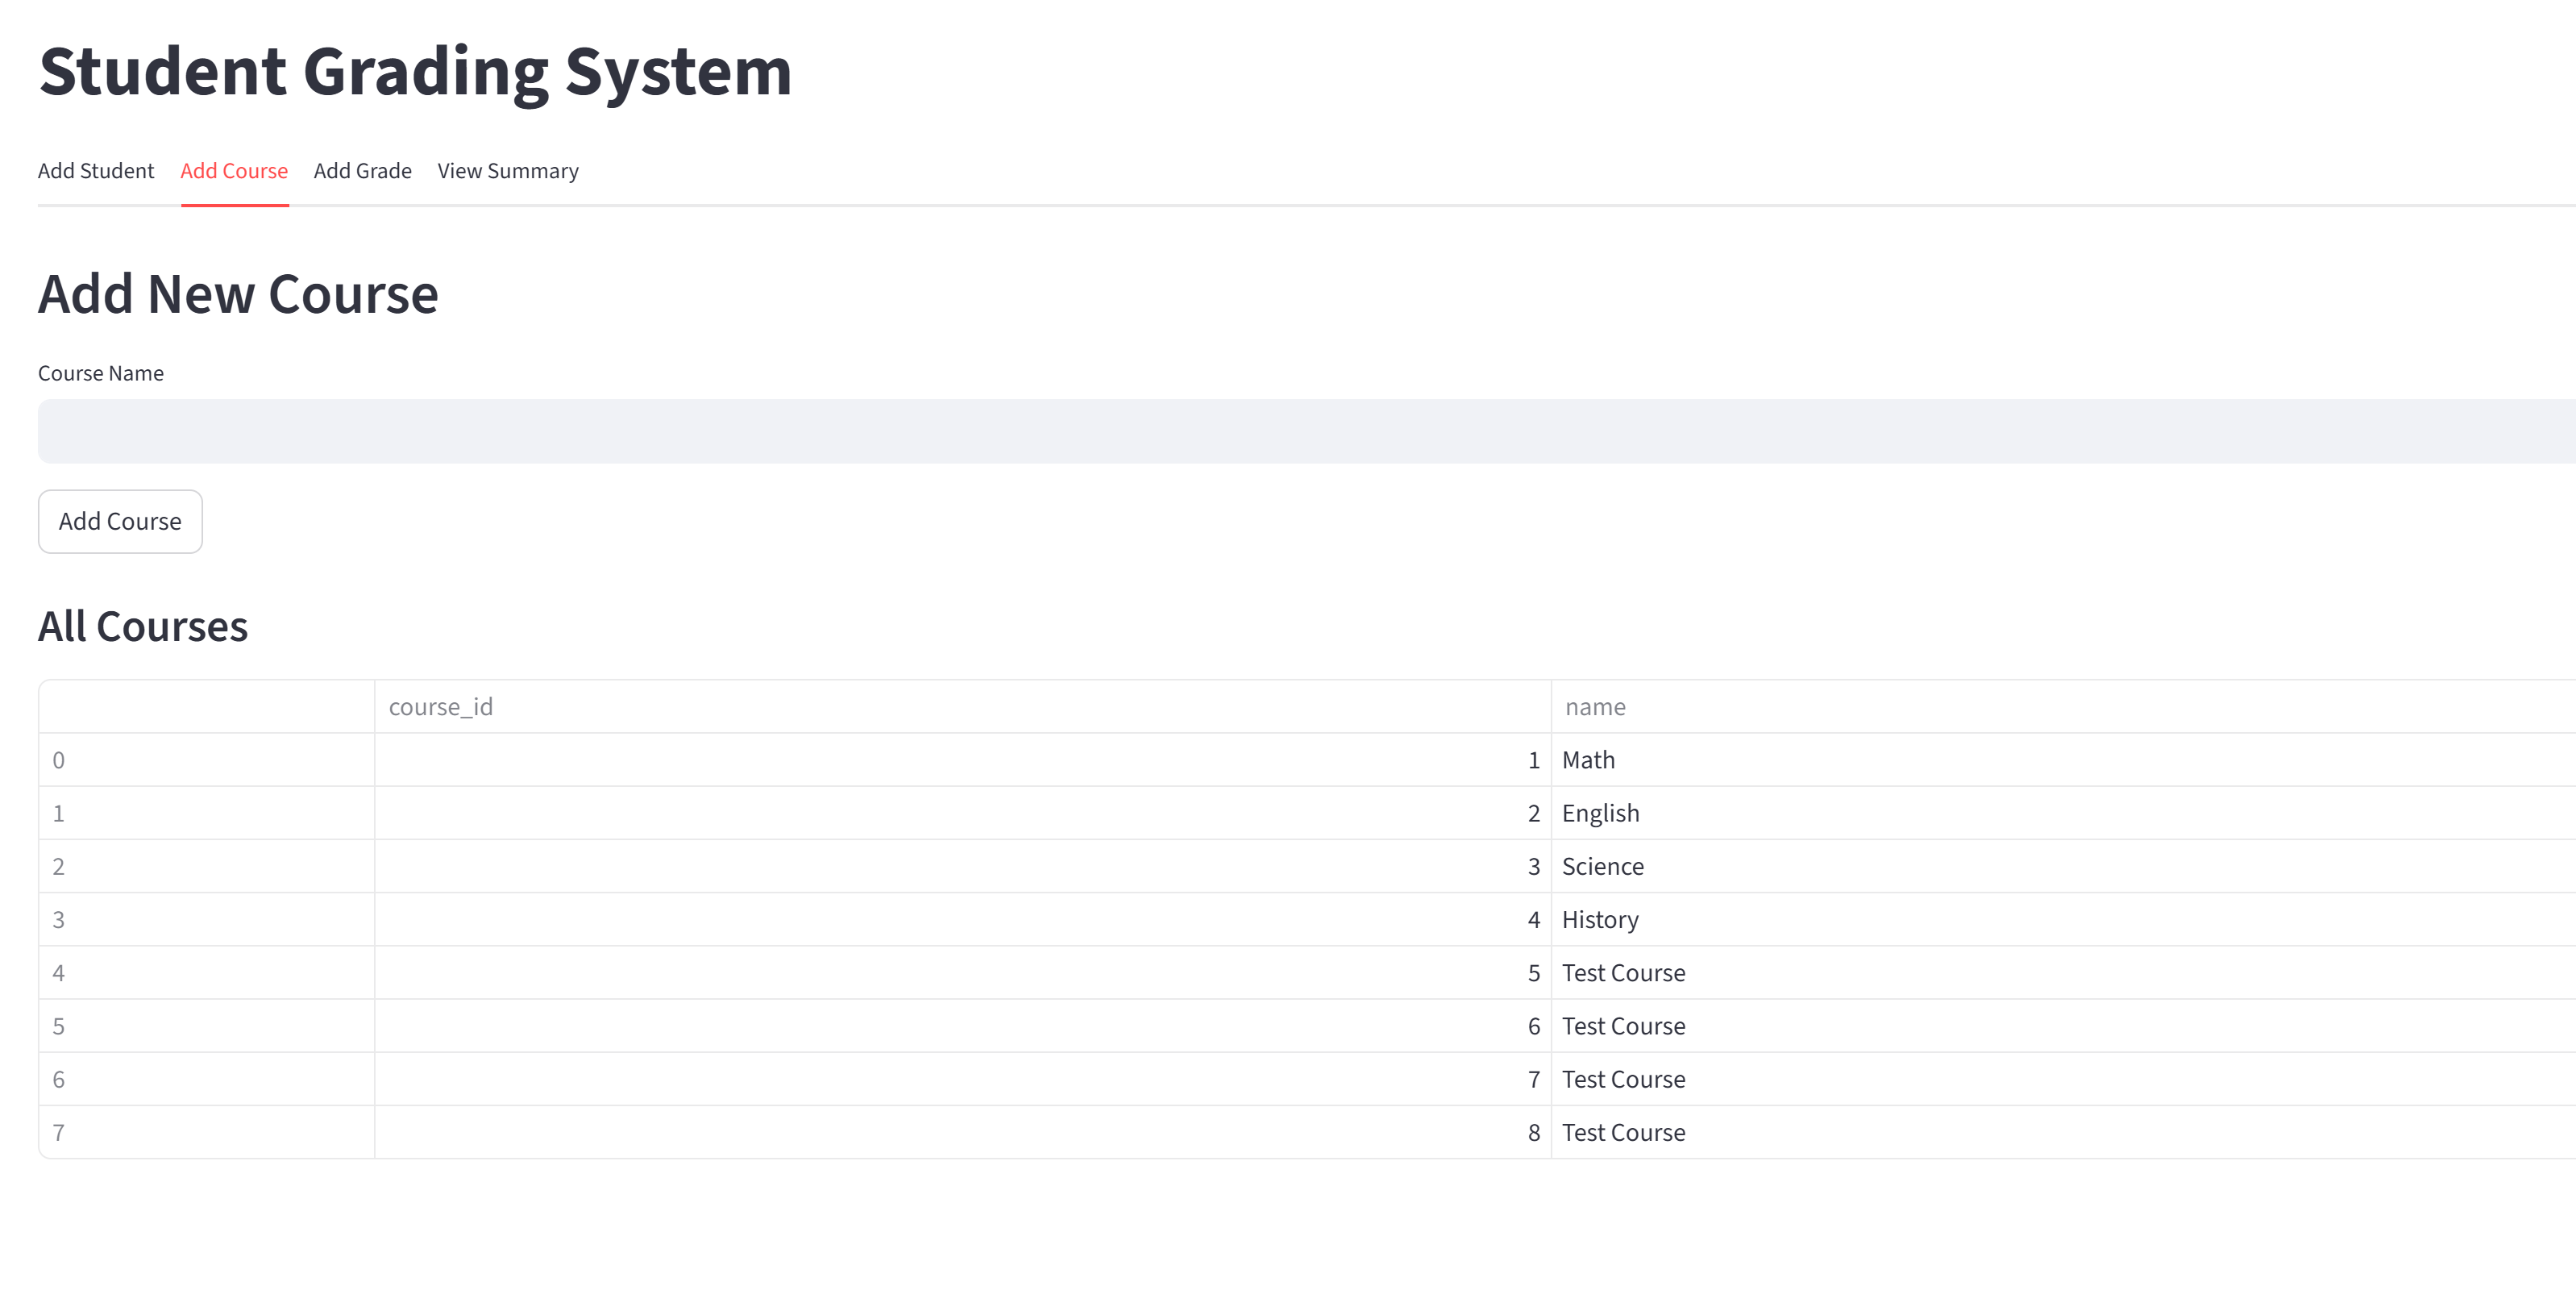 Student Grading System
Add Student Add Course Add Grade View Summary
Add New Course
Course Name
Add Course
All Courses
course_id name
0 1 Math
1 2 English
2 3 Science
3 4 History
4 5 Test Course
5 6 Test Course
6 7 Test Course
7 8 Test Course